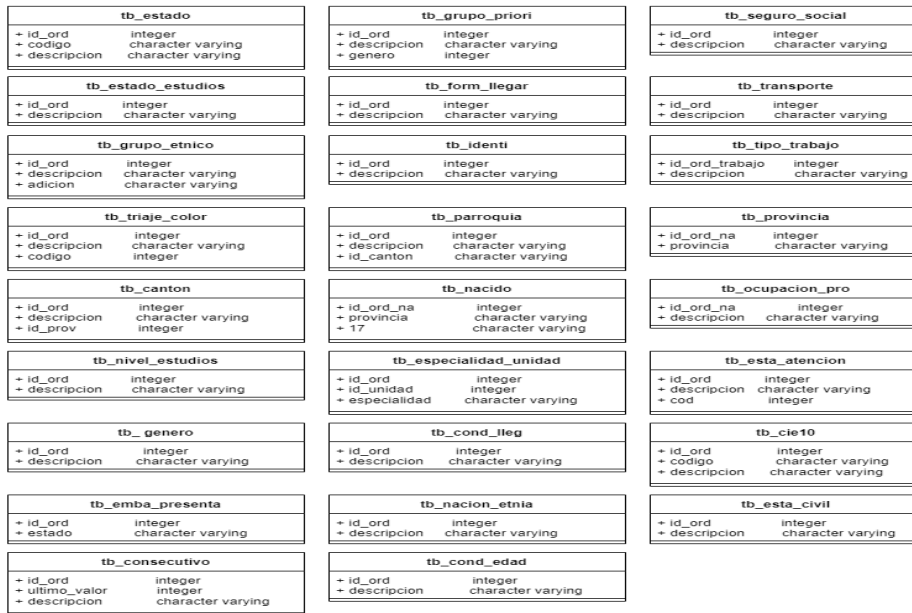 tb_estado
+ id_ord integer
+ codigo character varying
+ descripcion character varying
tb_grupo_priori
+ id_ord integer
+ descripcion character varying
+ genero integer
tb_seguro_social
+ id_ord integer
+ descripcion character varying
tb_estado_estudios
+ id_ord integer
+ descripcion character varying
tb_form_llegar
+ id_ord integer
+ descripcion character varying
tb_transporte
+ id_ord integer
+ descripcion character varying
tb_grupo_etnico
+ id_ord integer
+ descripcion character varying
+ adicion character varying
tb_identi
+ id_ord integer
+ descripcion character varying
tb_tipo_trabajo
+ id_ord_trabajo integer
+ descripcion character varying
tb_triaje_color
+ id_ord integer
+ descripcion character varying
+ codigo integer
tb_parroquia
+ id_ord integer
+ descripcion character varying
+ id_canton character varying
tb_provincia
+ id_ord_na integer
+ provincia character varying
tb_canton
+ id_ord integer
+ descripcion character varying
+ id_prov integer
tb_nacido
+ id_ord_na integer
+ provincia character varying
+ 17 character varying
tb_ocupacion_pro
+ id_ord_na integer
+ descripcion character varying
tb_nivel_estudios
+ id_ord integer
+ descripcion character varying
tb_especialidad_unidad
+ id_ord integer
+ id_unidad integer
+ especialidad character varying
tb_esta_atencion
+ id_ord integer
+ descripcion character varying
+ cod integer
tb_ genero
+ id_ord integer
+ descripcion character varying
tb_cond_lleg
+ id_ord integer
+ descripcion character varying
tb_cie10
+ id_ord integer
+ codigo character varying
+ descripcion character varying
tb_emba_presenta
+ id_ord integer
+ estado character varying
tb_nacion_etnia
+ id_ord integer
+ descripcion character varying
tb_esta_civil
+ id_ord integer
+ descripcion character varying
tb_consecutivo
+ id_ord integer
+ ultimo_valor integer
+ descripcion character varying
tb_cond_edad
+ id_ord integer
+ descripcion character varying